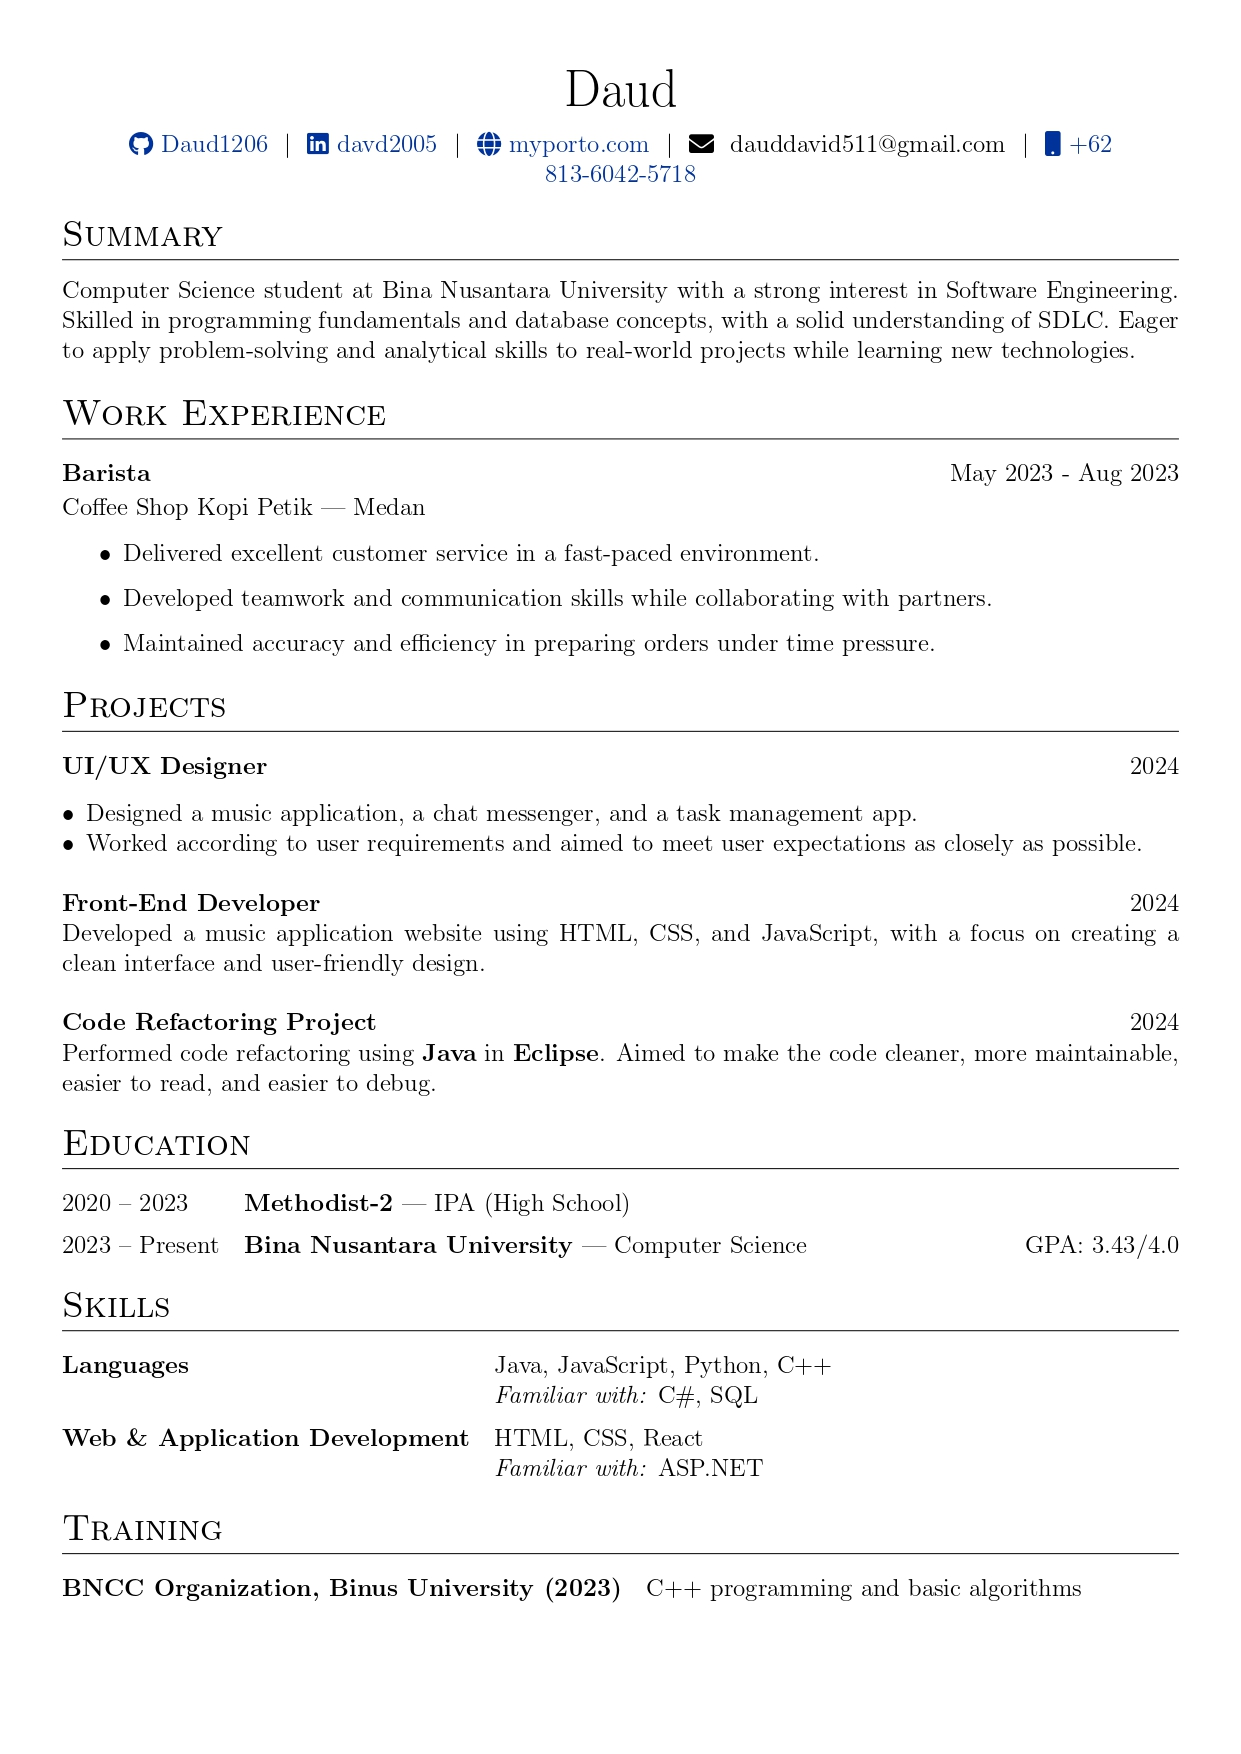 Daud
Daud1206 | davd2005 | myporto.com | dauddavid511@gmail.com | +62
813-6042-5718
Summary
Computer Science student at Bina Nusantara University with a strong interest in Software Engineering.
Skilled in programming fundamentals and database concepts, with a solid understanding of SDLC. Eager
to apply problem-solving and analytical skills to real-world projects while learning new technologies.
Work Experience
Barista May 2023 - Aug 2023
Coffee Shop Kopi Petik — Medan
• Delivered excellent customer service in a fast-paced environment.
• Developed teamwork and communication skills while collaborating with partners.
• Maintained accuracy and efficiency in preparing orders under time pressure.
Projects
UI/UX Designer 2024
• Designed a music application, a chat messenger, and a task management app.
• Worked according to user requirements and aimed to meet user expectations as closely as possible.
Front-End Developer 2024
Developed a music application website using HTML, CSS, and JavaScript, with a focus on creating a
clean interface and user-friendly design.
Code Refactoring Project 2024
Performed code refactoring using Java in Eclipse. Aimed to make the code cleaner, more maintainable,
easier to read, and easier to debug.
Education
2020 – 2023 Methodist-2 — IPA (High School)
2023 – Present Bina Nusantara University — Computer Science GPA: 3.43/4.0
Skills
Languages Java, JavaScript, Python, C++
Familiar with: C#, SQL
Web & Application Development HTML, CSS, React
Familiar with: ASP.NET
Training
BNCC Organization, Binus University (2023) C++ programming and basic algorithms